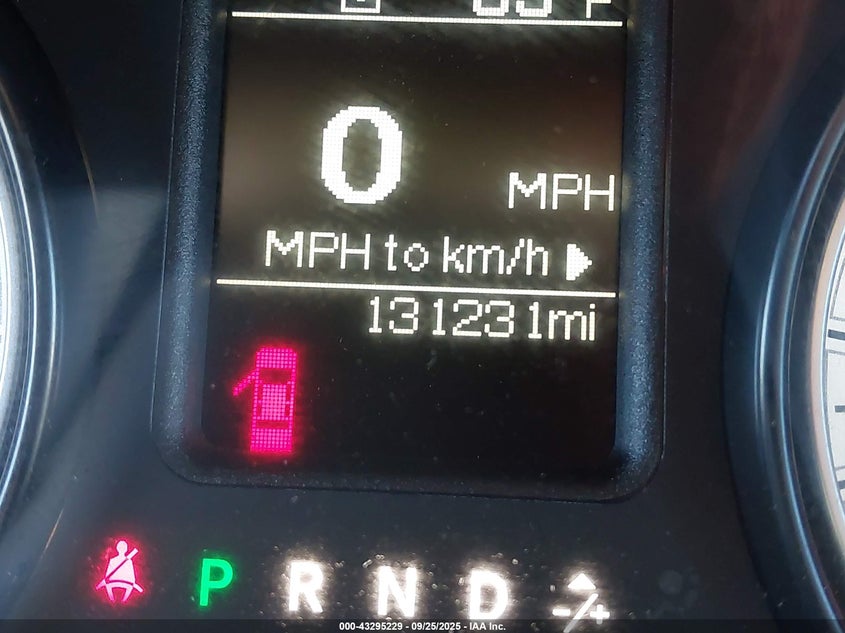 0
MPH
MPH to km/h
131231mi
P R N D -/+
000-43295229 - 09/25/2025 - IAA Inc.